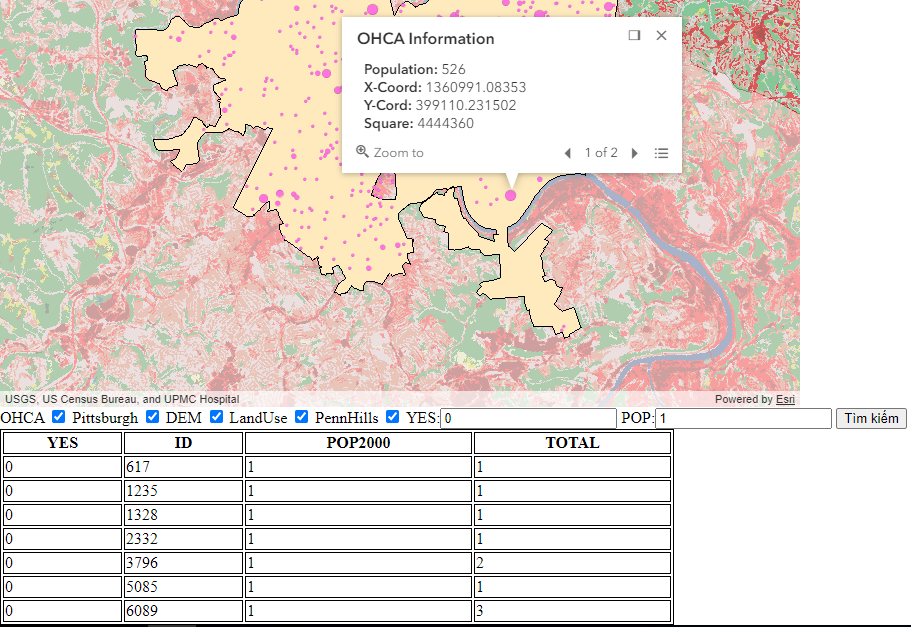 OHCA Information
Population: 526
X-Coord: 1360991.08353
Y-Cord: 399110.231502
Square: 4444360
Zoom to 1 of 2
USGS, US Census Bureau, and UPMC Hospital Powered by Esri
OHCA Pittsburgh DEM LandUse PennHills YES: 0 POP: 1 Tìm kiếm
YES ID POP2000 TOTAL
0 617 1 1
0 1235 1 1
0 1328 1 1
0 2332 1 1
0 3796 1 2
0 5085 1 1
0 6089 1 3